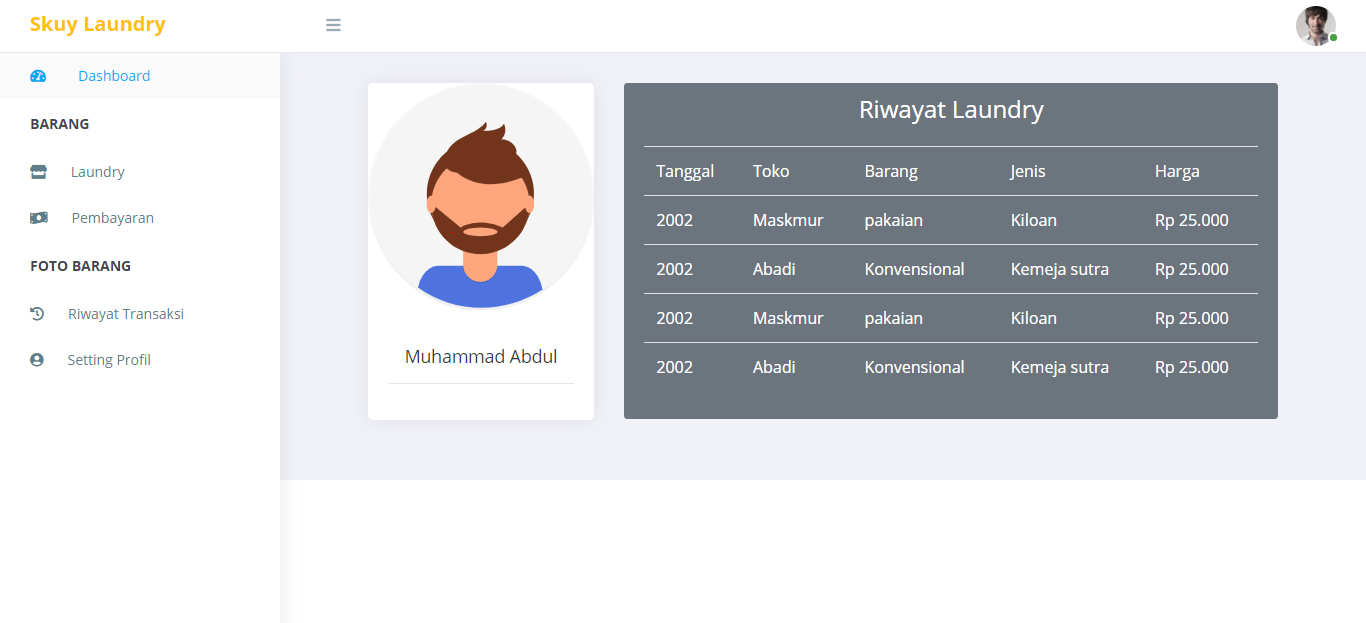 Skuy Laundry
Dashboard
BARANG
Laundry
Pembayaran
FOTO BARANG
Riwayat Transaksi
Setting Profil
Muhammad Abdul
Riwayat Laundry
Tanggal Toko Barang Jenis Harga
2002 Maskmur pakaian Kiloan Rp 25.000
2002 Abadi Konvensional Kemeja sutra Rp 25.000
2002 Maskmur pakaian Kiloan Rp 25.000
2002 Abadi Konvensional Kemeja sutra Rp 25.000